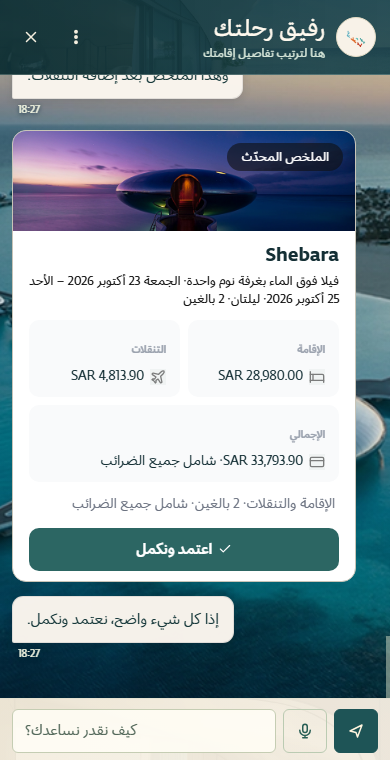 رفيق رحلتك
هنا لترتيب تفاصيل إقامتك
وهذا الملخص بعد إضافة التنقلات.
18:27
الملخص المحدّث
Shebara
فيلا فوق الماء بغرفة نوم واحدة· الجمعة 23 أكتوبر 2026 – الأحد
25 أكتوبر 2026· ليلتان· 2 بالغين
الإقامة
SAR 28,980.00
التنقلات
SAR 4,813.90
الإجمالي
SAR 33,793.90· شامل جميع الضرائب
الإقامة والتنقلات· 2 بالغين· شامل جميع الضرائب
اعتمد ونكمل
إذا كل شيء واضح، نعتمد ونكمل.
18:27
كيف نقدر نساعدك؟